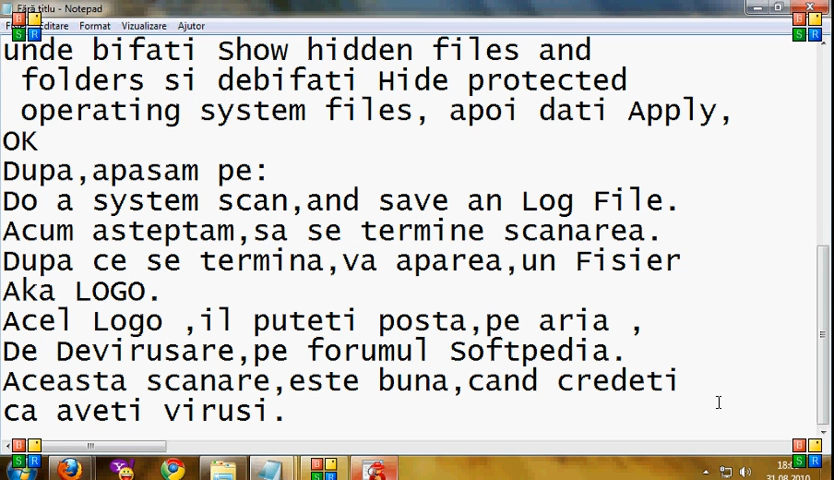 Fără titlu - Notepad
Editare Format Vizualizare Ajutor
unde bifati Show hidden files and
folders si debifati Hide protected
operating system files, apoi dati Apply,
OK
Dupa,apasam pe:
Do a system scan,and save an Log File.
Acum asteptam,sa se termine scanarea.
Dupa ce se termina,va aparea,un Fisier
Aka LOGO.
Acel Logo ,il puteti posta,pe aria ,
De Devirusare,pe forumul Softpedia.
Aceasta scanare,este buna,cand credeti
ca aveti virusi.
31.08.2010